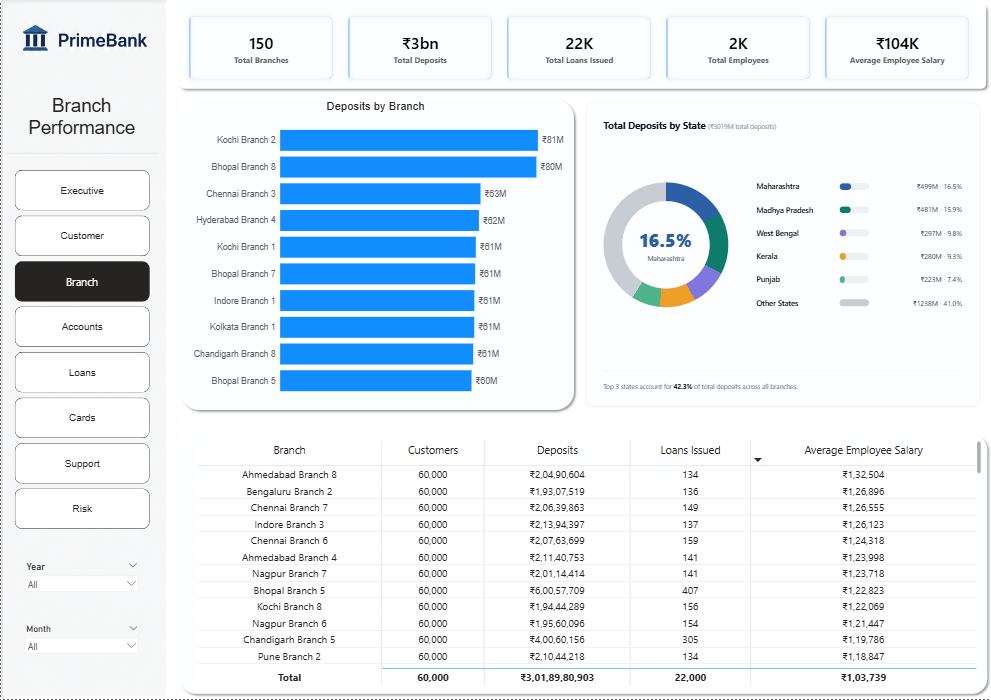 PrimeBank
Branch
Performance
Executive
Customer
Branch
Accounts
Loans
Cards
Support
Risk
Year
All
Month
All
150
Total Branches
₹3bn
Total Deposits
22K
Total Loans Issued
2K
Total Employees
₹104K
Average Employee Salary
Deposits by Branch
Kochi Branch 2 ₹81M
Bhopal Branch 8 ₹80M
Chennai Branch 3 ₹63M
Hyderabad Branch 4 ₹62M
Kochi Branch 1 ₹61M
Bhopal Branch 7 ₹61M
Indore Branch 1 ₹61M
Kolkata Branch 1 ₹61M
Chandigarh Branch 8 ₹61M
Bhopal Branch 5 ₹60M
Total Deposits by State (₹3019M total deposits)
16.5%
Maharashtra
Maharashtra ₹499M · 16.5%
Madhya Pradesh ₹481M · 15.9%
West Bengal ₹297M · 9.8%
Kerala ₹280M · 9.3%
Punjab ₹223M · 7.4%
Other States ₹1238M · 41.0%
Top 3 states account for 42.3% of total deposits across all branches.
Branch Customers Deposits Loans Issued Average Employee Salary
Ahmedabad Branch 8 60,000 ₹2,04,90,604 134 ₹1,32,504
Bengaluru Branch 2 60,000 ₹1,93,07,519 136 ₹1,26,896
Chennai Branch 7 60,000 ₹2,06,39,863 149 ₹1,26,555
Indore Branch 3 60,000 ₹2,13,94,397 137 ₹1,26,123
Chennai Branch 6 60,000 ₹2,07,63,699 159 ₹1,24,318
Ahmedabad Branch 4 60,000 ₹2,11,40,753 141 ₹1,23,998
Nagpur Branch 7 60,000 ₹2,01,14,414 141 ₹1,23,718
Bhopal Branch 5 60,000 ₹6,00,57,709 407 ₹1,22,823
Kochi Branch 8 60,000 ₹1,94,44,289 156 ₹1,22,069
Nagpur Branch 6 60,000 ₹1,95,60,096 154 ₹1,21,447
Chandigarh Branch 5 60,000 ₹4,00,60,156 305 ₹1,19,786
Pune Branch 2 60,000 ₹2,10,44,218 134 ₹1,18,847
Total 60,000 ₹3,01,89,80,903 22,000 ₹1,03,739